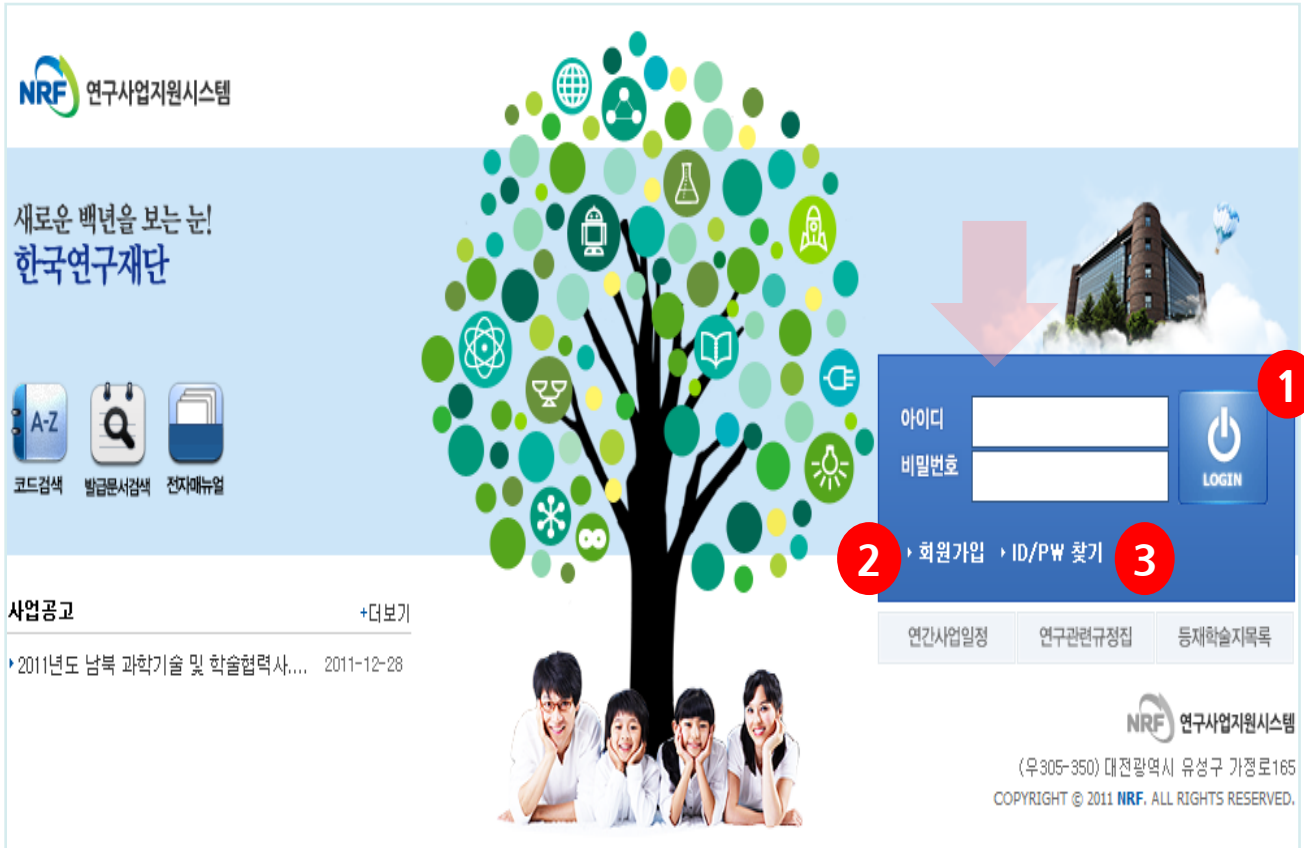 NRF 연구사업지원시스템
새로운 백년을 보는 눈!
한국연구재단
A-Z
코드검색 발급문서검색 전자매뉴얼
1
아이디
비밀번호
LOGIN
2 회원가입 ID/PW 찾기 3
사업공고 +더보기
2011년도 남북 과학기술 및 학술협력사.... 2011-12-28
연간사업일정 연구관련규정집 등재학술지목록
NRF 연구사업지원시스템
(우305-350) 대전광역시 유성구 가정로165
COPYRIGHT © 2011 NRF. ALL RIGHTS RESERVED.